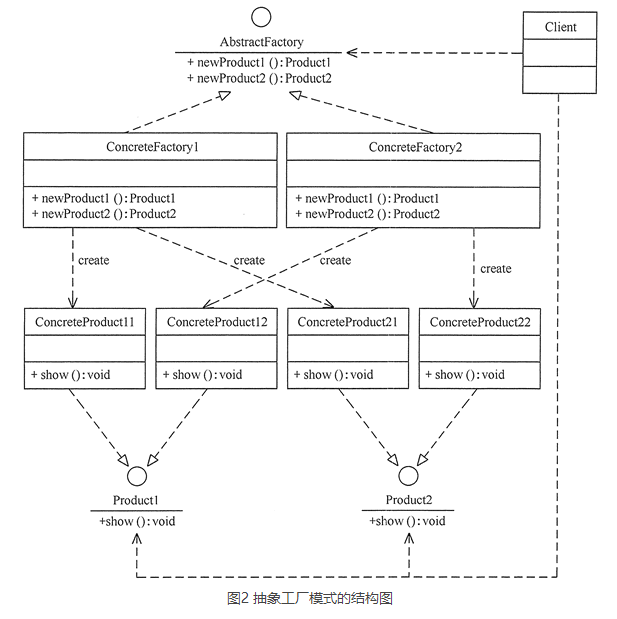 AbstractFactory
+ newProduct1 (): Product1
+ newProduct2 (): Product2
Client
ConcreteFactory1
+ newProduct1 (): Product1
+ newProduct2 (): Product2
ConcreteFactory2
+ newProduct1 (): Product1
+ newProduct2 (): Product2
create
create
create
create
ConcreteProduct11
+ show (): void
ConcreteProduct12
+ show (): void
ConcreteProduct21
+ show (): void
ConcreteProduct22
+ show (): void
Product1
+show (): void
Product2
+show (): void
图2 抽象工厂模式的结构图